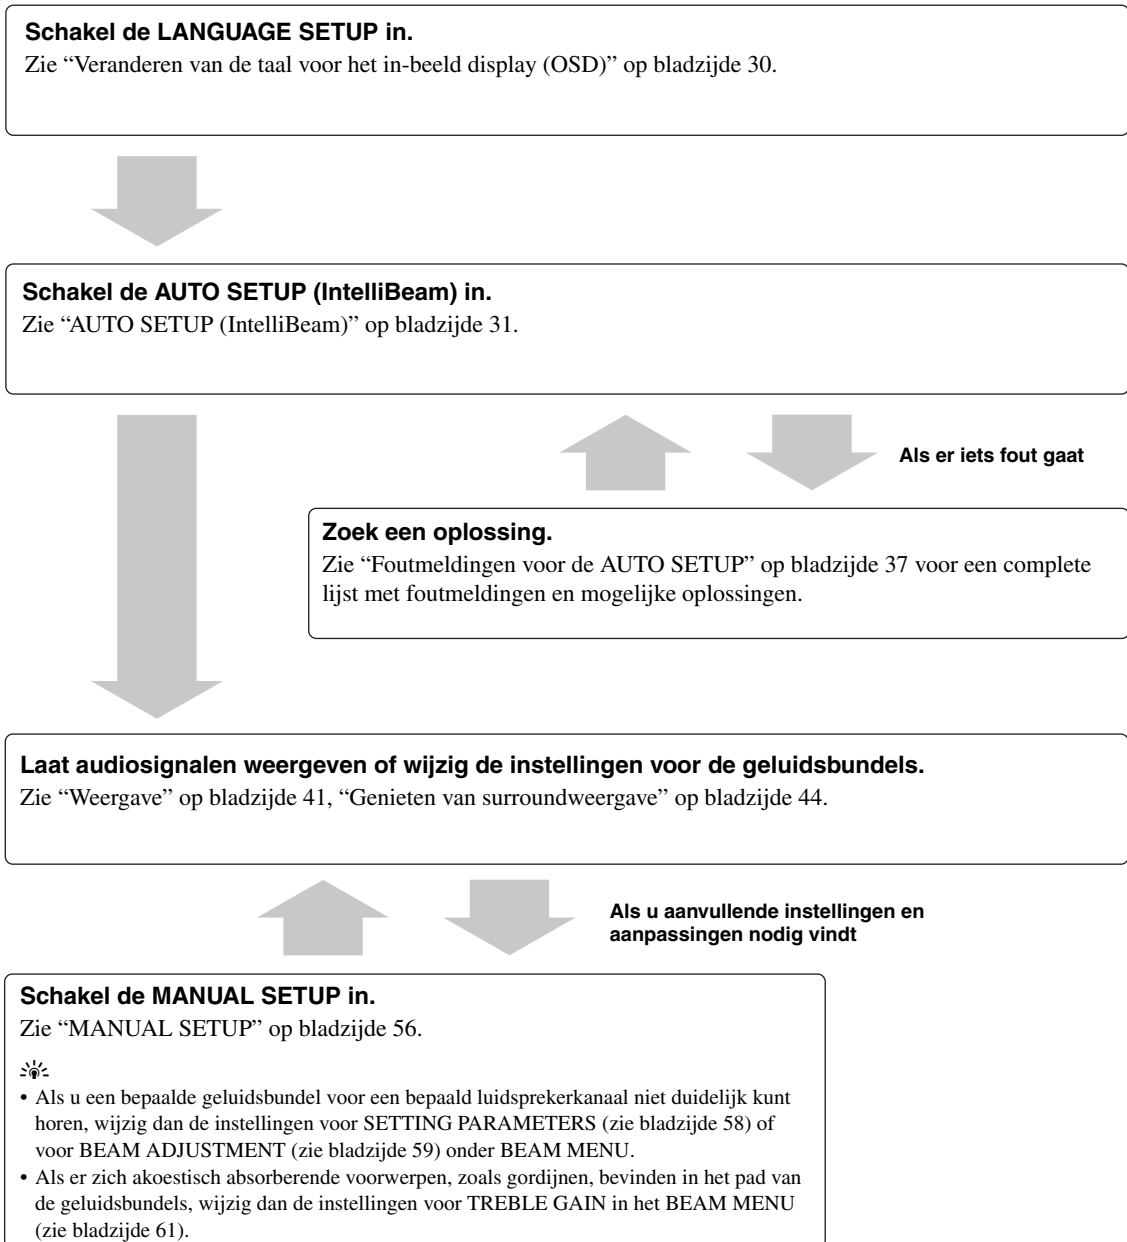 Schakel de LANGUAGE SETUP in.
Zie “Veranderen van de taal voor het in-beeld display (OSD)” op bladzijde 30.
Schakel de AUTO SETUP (IntelliBeam) in.
Zie “AUTO SETUP (IntelliBeam)” op bladzijde 31.
Als er iets fout gaat
Zoek een oplossing.
Zie “Foutmeldingen voor de AUTO SETUP” op bladzijde 37 voor een complete
lijst met foutmeldingen en mogelijke oplossingen.
Laat audiosignalen weergeven of wijzig de instellingen voor de geluidsbundels.
Zie “Weergave” op bladzijde 41, “Genieten van surroundweergave” op bladzijde 44.
Als u aanvullende instellingen en
aanpassingen nodig vindt
Schakel de MANUAL SETUP in.
Zie “MANUAL SETUP” op bladzijde 56.
• Als u een bepaalde geluidsbundel voor een bepaald luidsprekerkanaal niet duidelijk kunt
horen, wijzig dan de instellingen voor SETTING PARAMETERS (zie bladzijde 58) of
voor BEAM ADJUSTMENT (zie bladzijde 59) onder BEAM MENU.
• Als er zich akoestisch absorberende voorwerpen, zoals gordijnen, bevinden in het pad van
de geluidsbundels, wijzig dan de instellingen voor TREBLE GAIN in het BEAM MENU
(zie bladzijde 61).